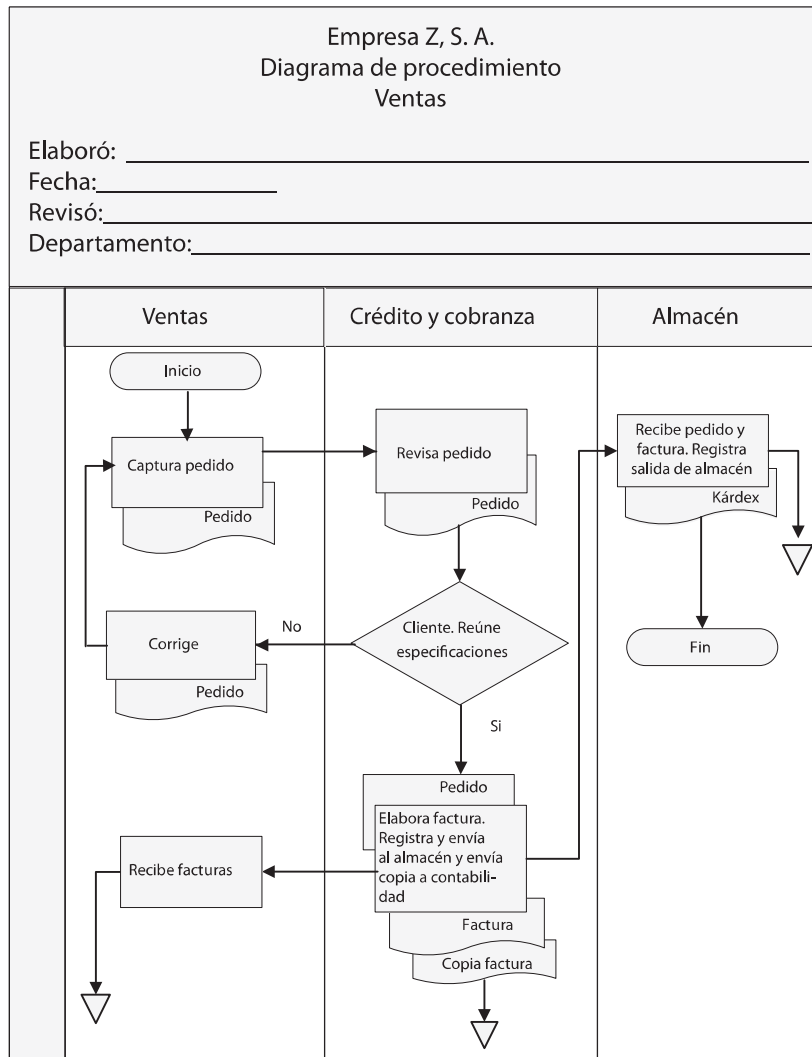 Empresa Z, S. A.
Diagrama de procedimiento
Ventas
Elaboró:
Fecha:
Revisó:
Departamento:
Ventas
Crédito y cobranza
Almacén
Inicio
Captura pedido
Pedido
Revisa pedido
Pedido
Recibe pedido y
factura. Registra
salida de almacén
Kárdex
Corrige
Pedido
No
Cliente. Reúne
especificaciones
Fin
Si
Pedido
Elabora factura.
Registra y envía
al almacén y envía
copia a contabili-
dad
Recibe facturas
Factura
Copia factura